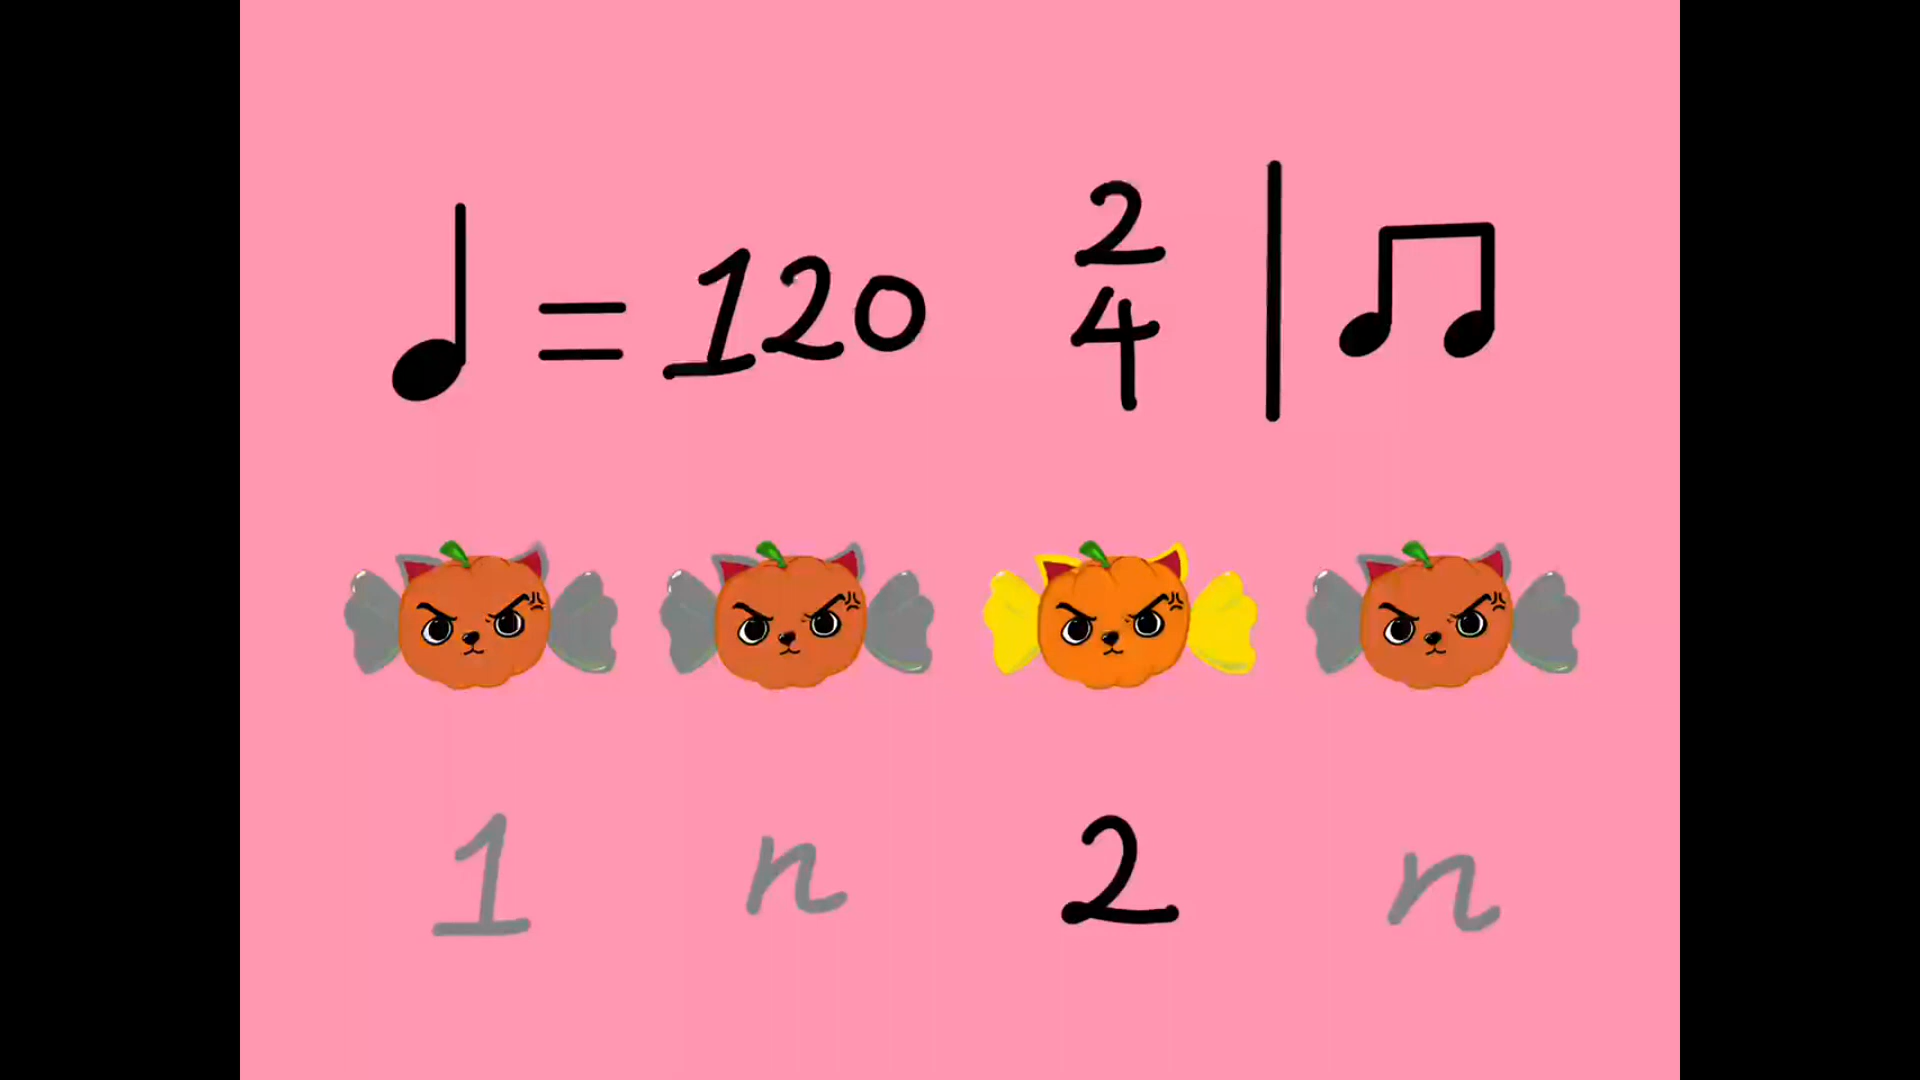 ♩ = 120 2/4 | ♫
1 n 2 n